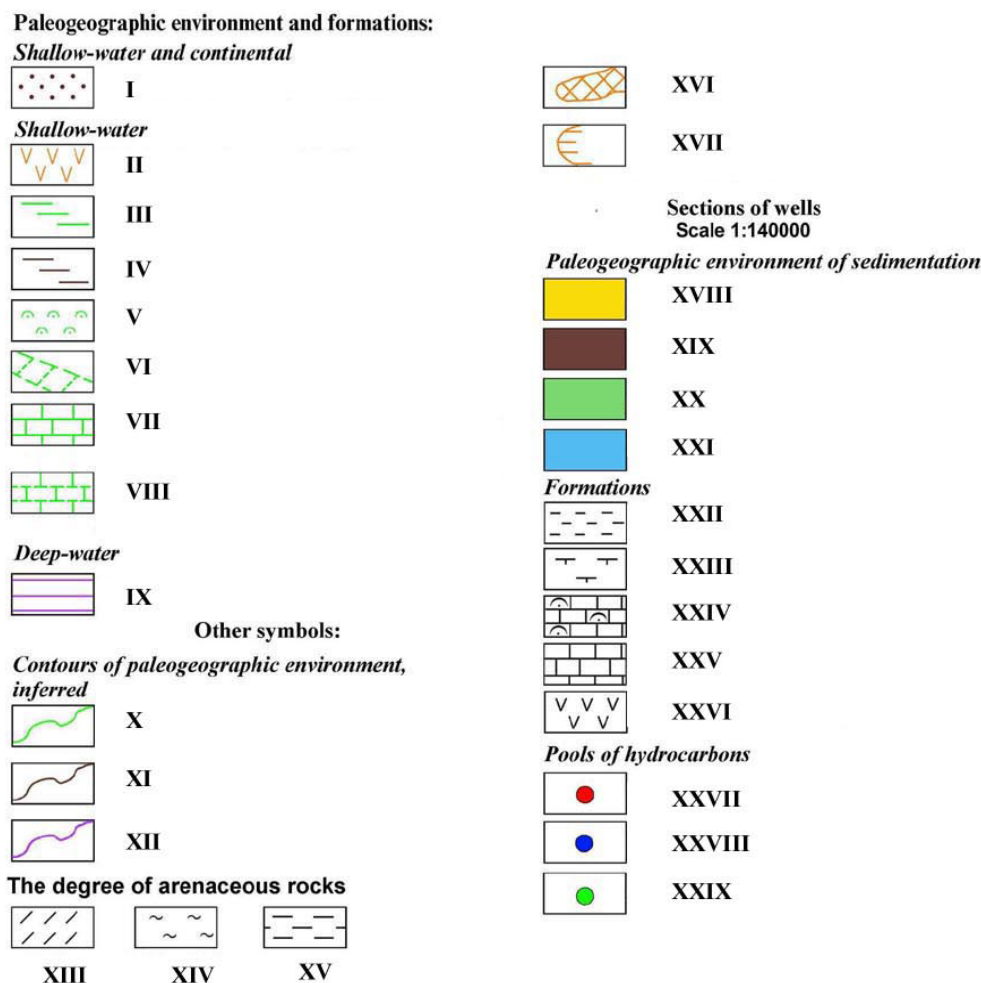 Paleogeographic environment and formations:
Shallow-water and continental
I
Shallow-water
II
III
IV
V
VI
VII
VIII
Deep-water
IX
Other symbols:
Contours of paleogeographic environment,
inferred
X
XI
XII
The degree of arenaceous rocks
XIII XIV XV
XVI
XVII
Sections of wells
Scale 1:140000
Paleogeographic environment of sedimentation
XVIII
XIX
XX
XXI
Formations
XXII
XXIII
XXIV
XXV
XXVI
Pools of hydrocarbons
XXVII
XXVIII
XXIX